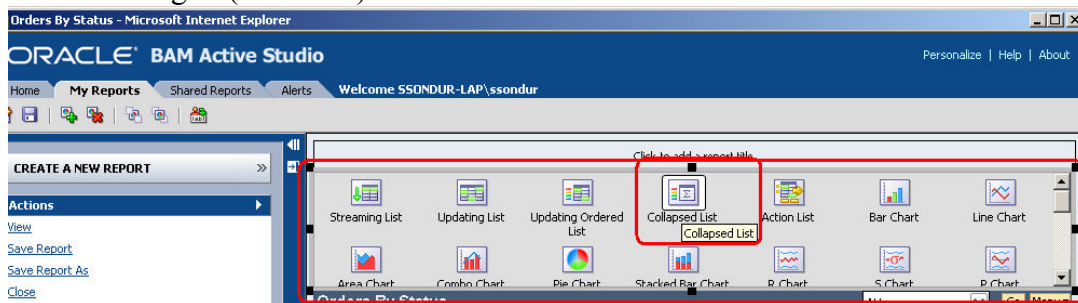 Orders By Status - Microsoft Internet Explorer
ORACLE BAM Active Studio
Personalize | Help | About
Home My Reports Shared Reports Alerts Welcome SSONDUR-LAP\ssondur
Click to add a report title
CREATE A NEW REPORT »
Actions
View
Save Report
Save Report As
Close
Streaming List Updating List Updating Ordered List Collapsed List Action List Bar Chart Line Chart
Collapsed List
Area Chart Combo Chart Pie Chart Stacked Bar Chart R Chart S Chart P Chart
Orders By Status
Go